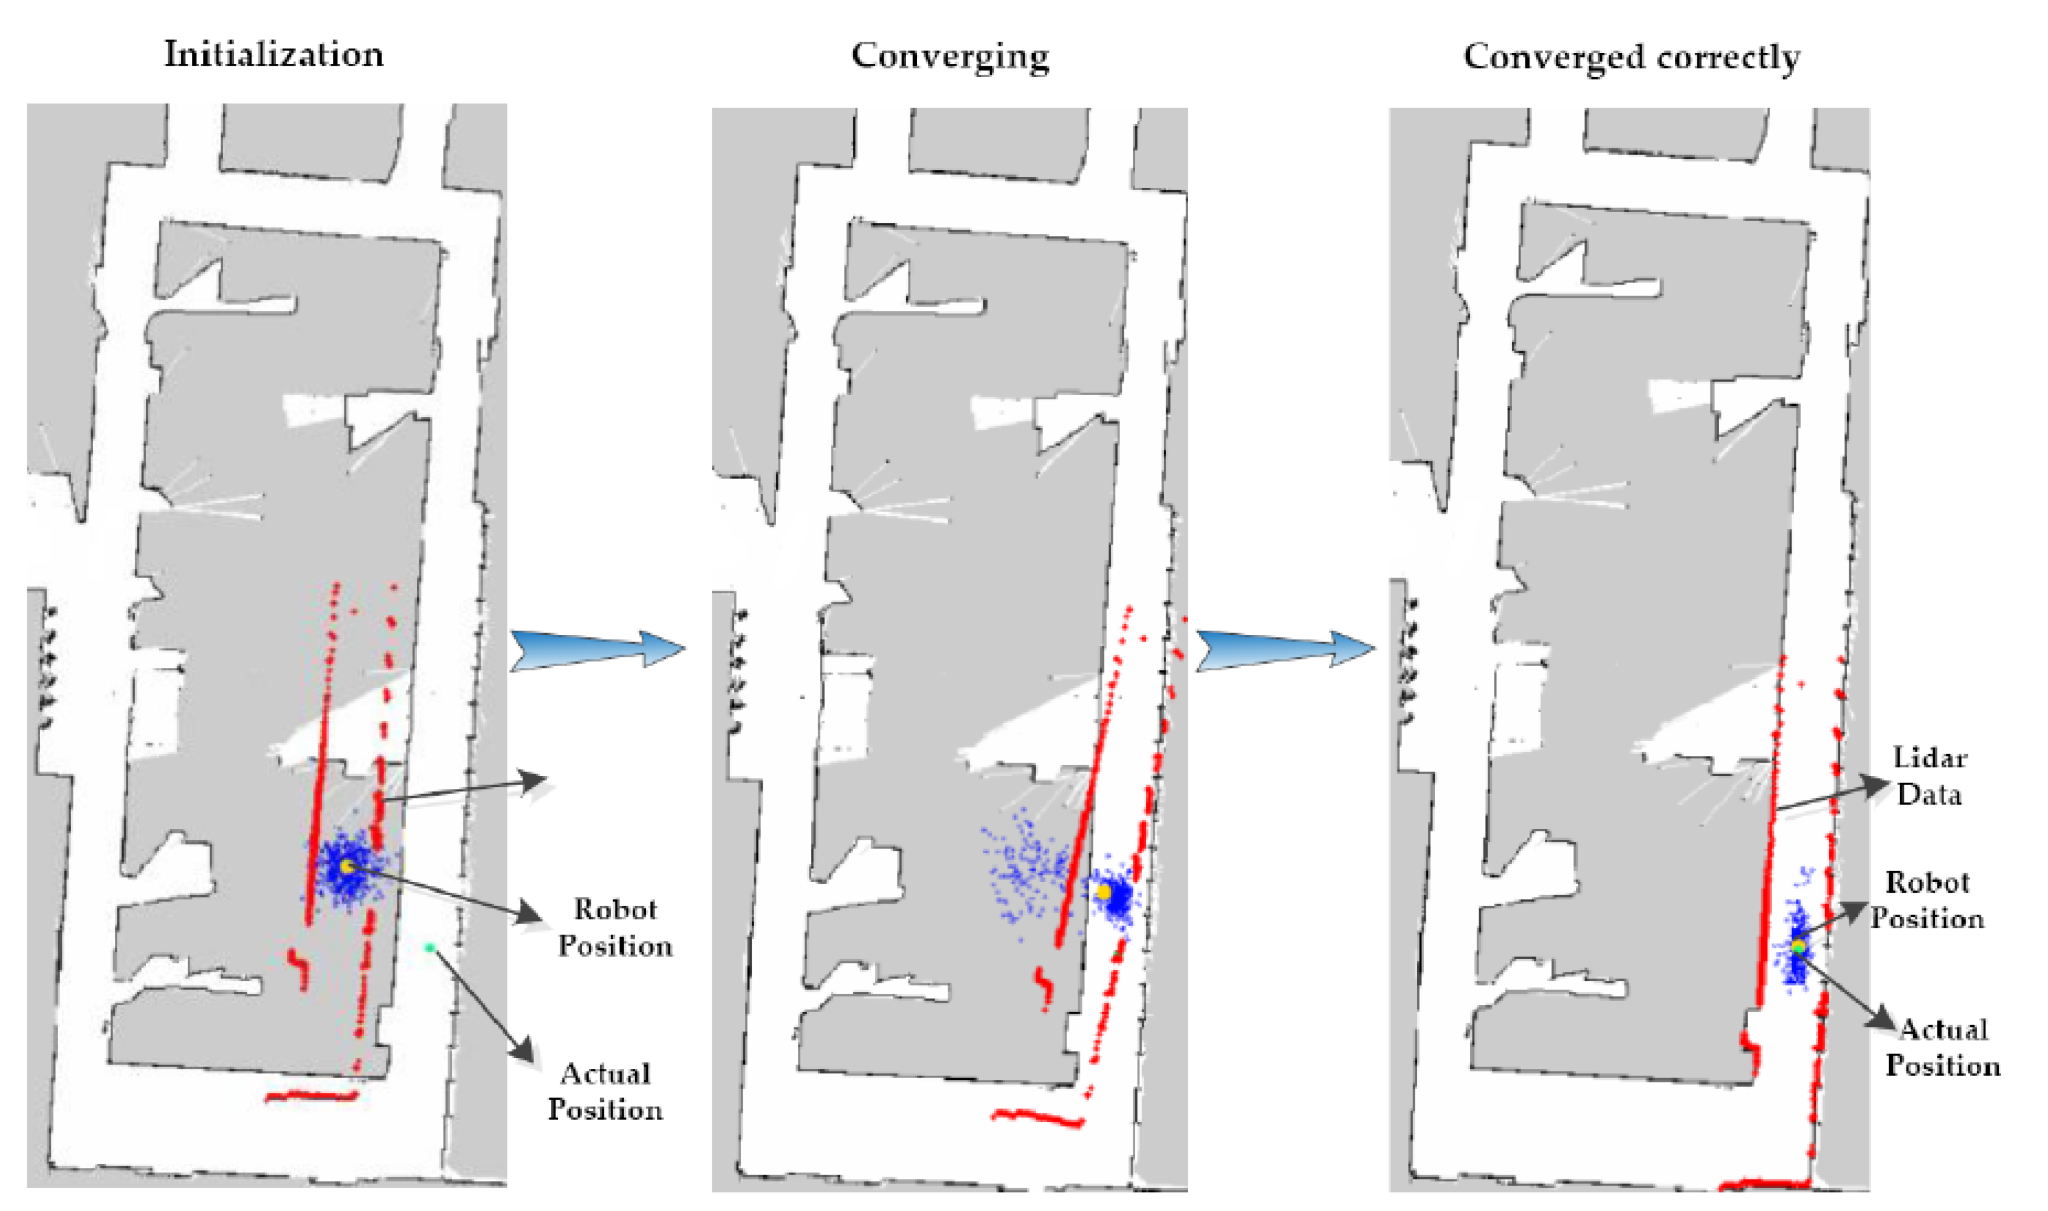 Initialization
Converging
Converged correctly
Robot
Position
Actual
Position
Lidar
Data
Robot
Position
Actual
Position